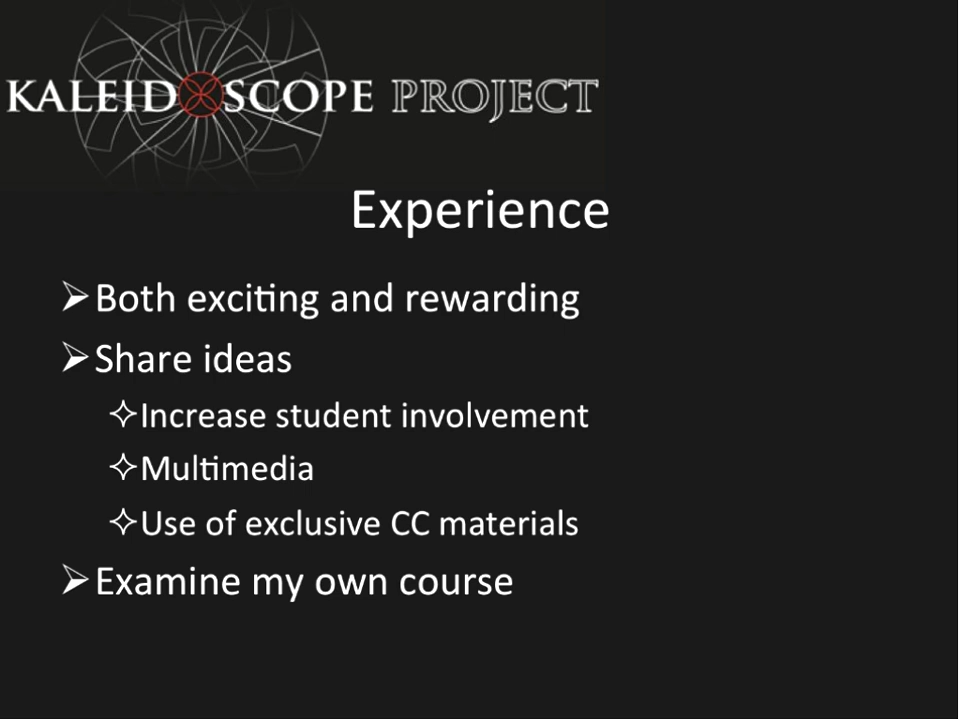 KALEIDOSCOPE PROJECT
Experience
➢Both exciting and rewarding
➢Share ideas
✧Increase student involvement
✧Multimedia
✧Use of exclusive CC materials
➢Examine my own course